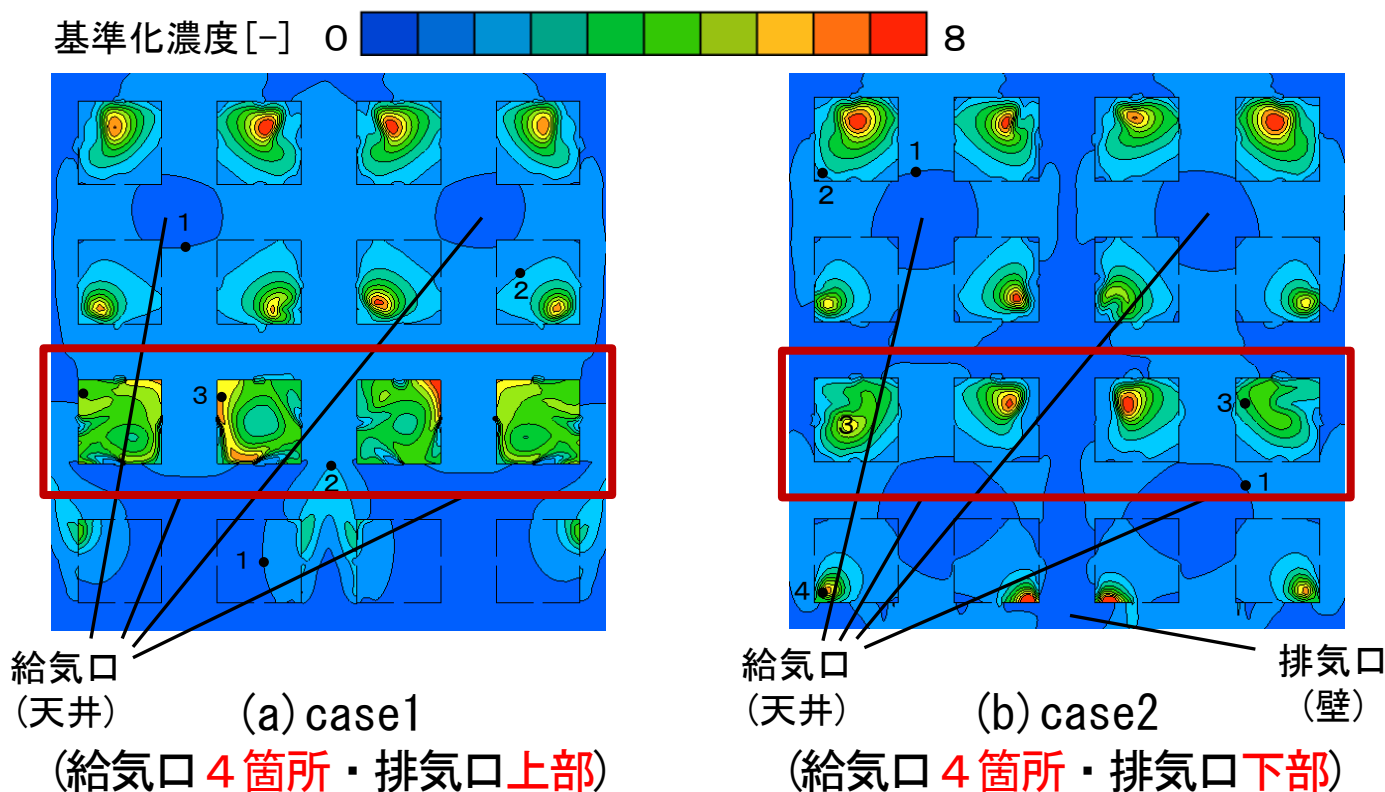 基準化濃度[-] 0 8
1
2
3
2
1
1
2
3
3
1
4
給気口
(天井)
(a)case1
(給気口４箇所・排気口上部)
給気口
(天井)
(b)case2
(給気口４箇所・排気口下部)
排気口
(壁)